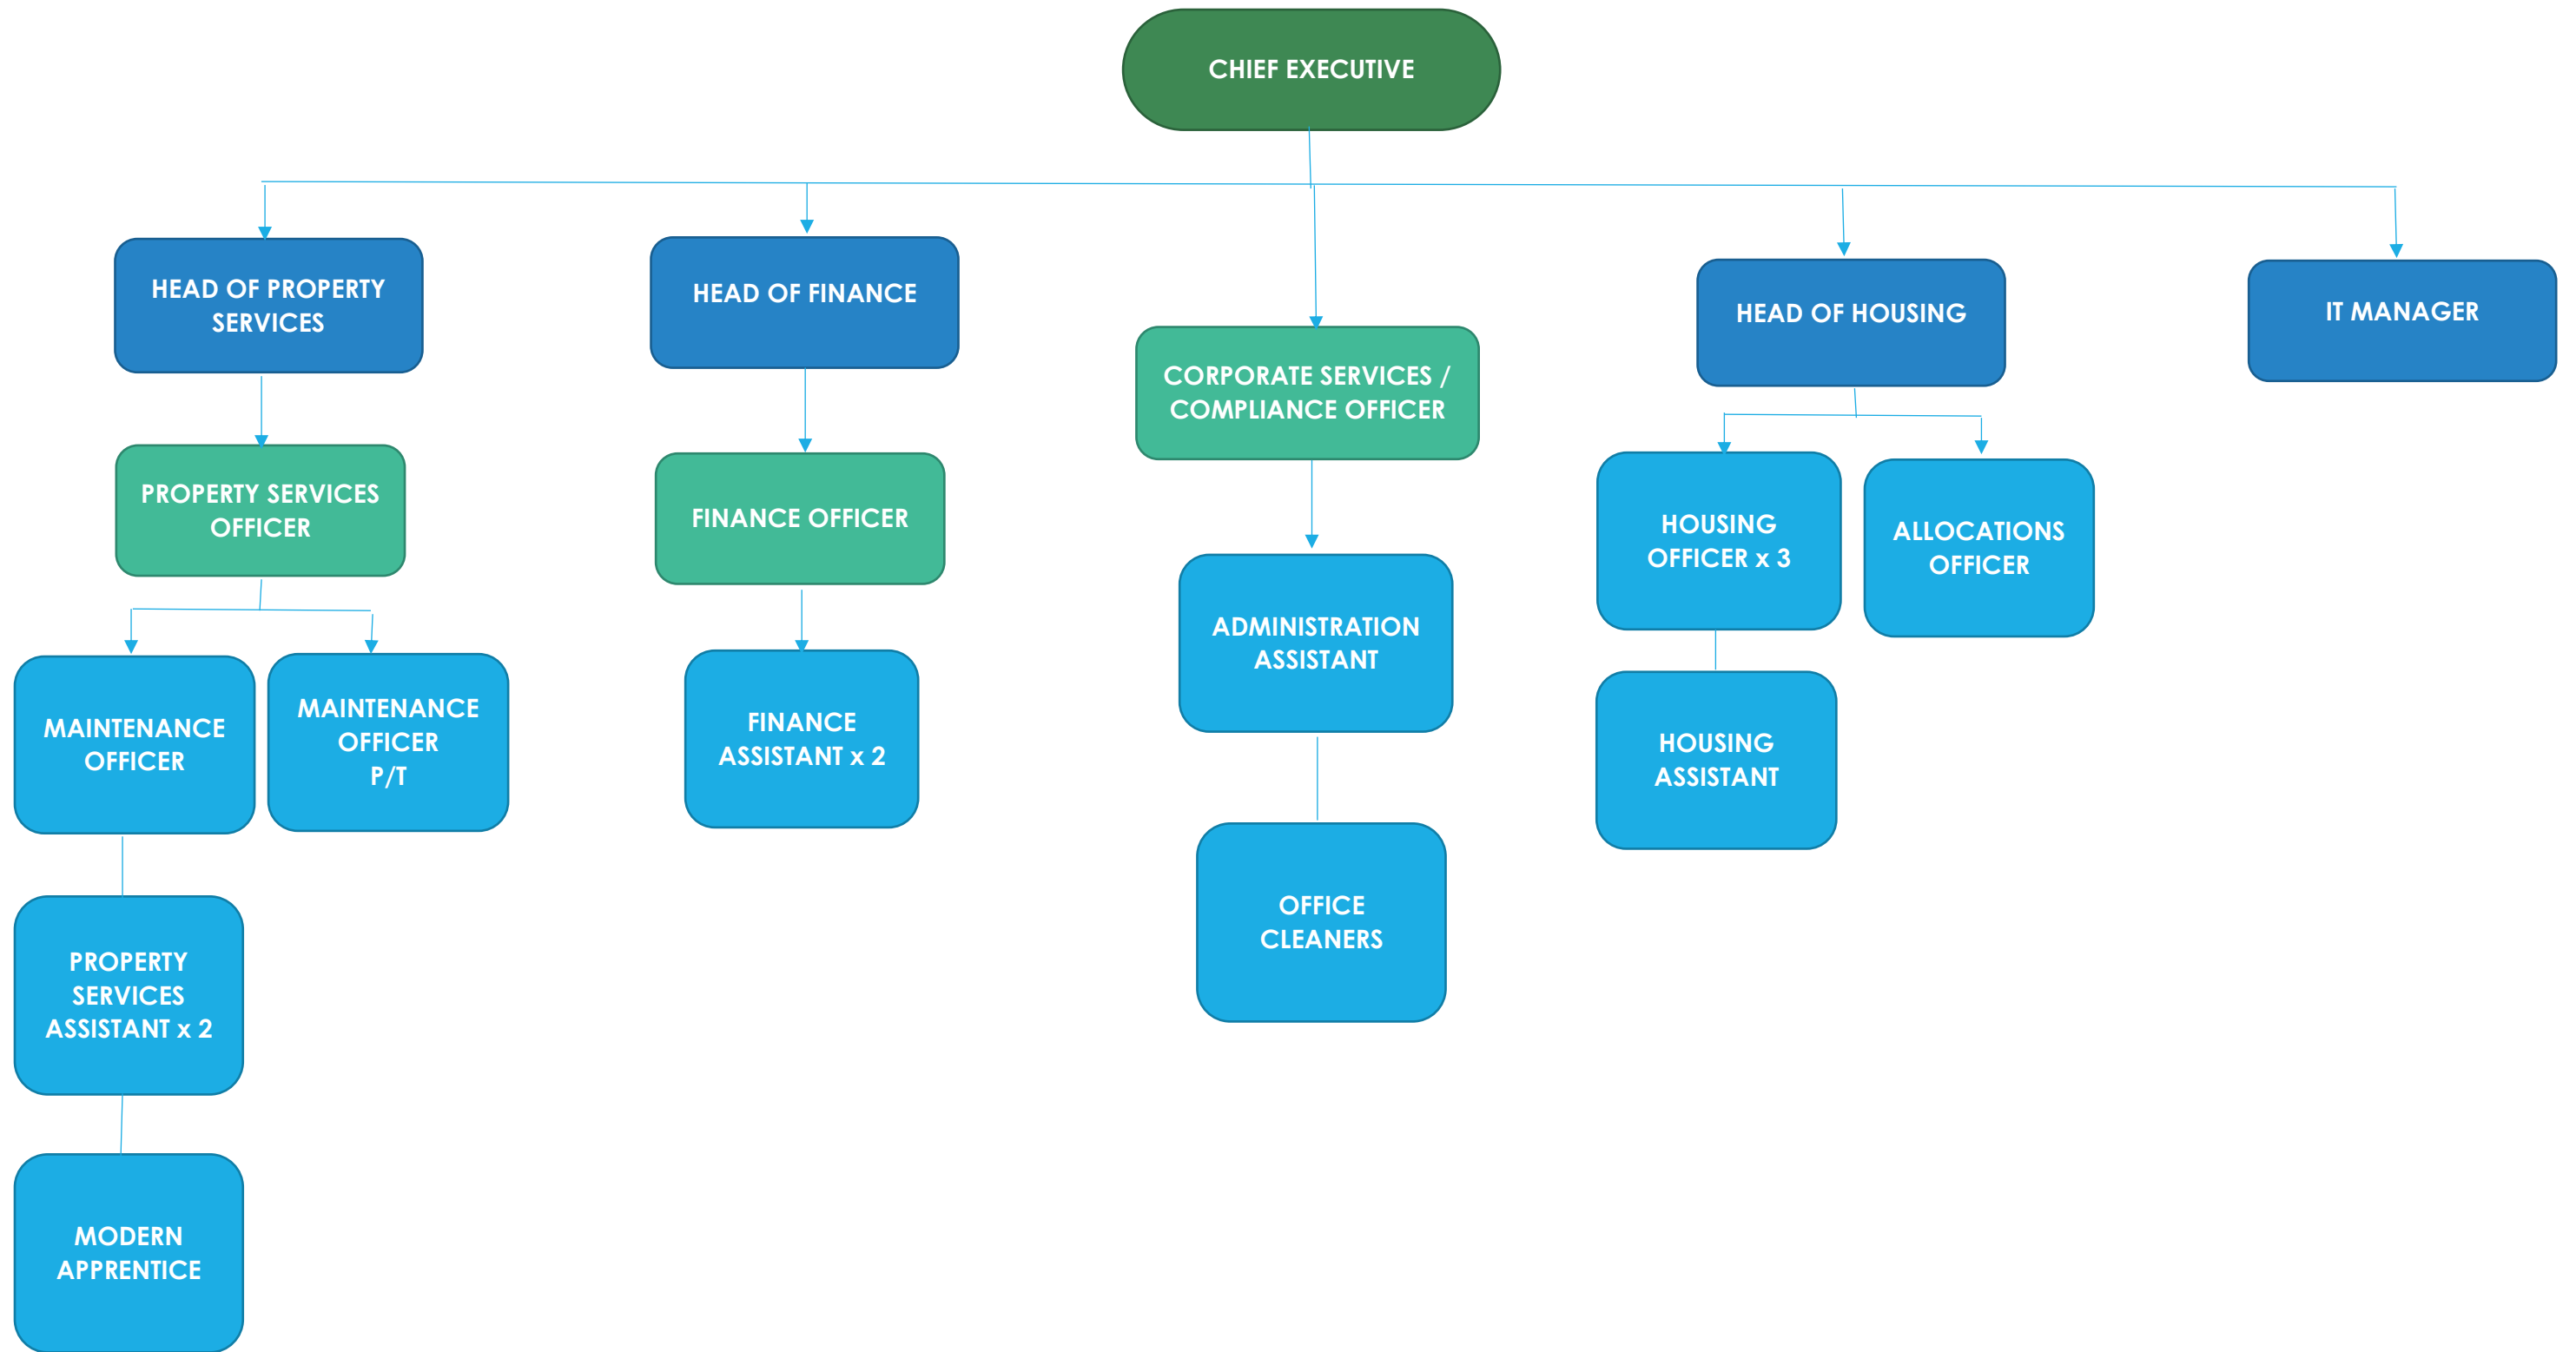 CHIEF EXECUTIVE
HEAD OF PROPERTY
SERVICES
HEAD OF FINANCE
CORPORATE SERVICES /
COMPLIANCE OFFICER
HEAD OF HOUSING
IT MANAGER
PROPERTY SERVICES
OFFICER
FINANCE OFFICER
HOUSING
OFFICER x 3
ALLOCATIONS
OFFICER
MAINTENANCE
OFFICER
MAINTENANCE
OFFICER
P/T
FINANCE
ASSISTANT x 2
ADMINISTRATION
ASSISTANT
HOUSING
ASSISTANT
PROPERTY
SERVICES
ASSISTANT x 2
OFFICE
CLEANERS
MODERN
APPRENTICE